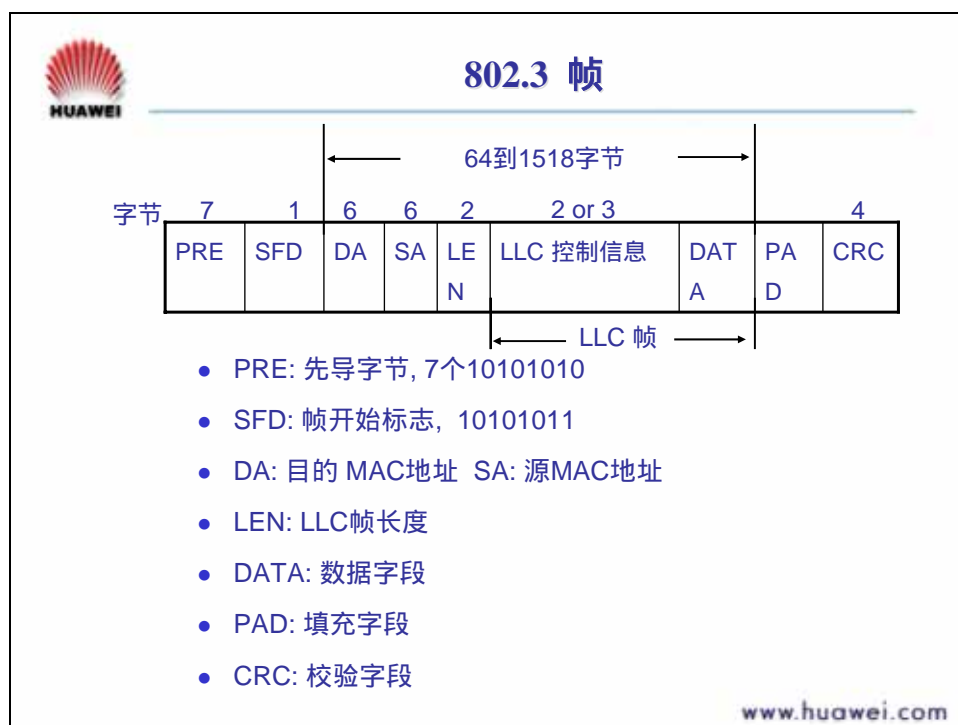 802.3 帧
HUAWEI
64到1518字节
字节 7 1 6 6 2 2 or 3 4
PRE SFD DA SA LE LLC 控制信息 DAT PA CRC
N A D
LLC 帧
PRE: 先导字节, 7个10101010
SFD: 帧开始标志, 10101011
DA: 目的 MAC地址 SA: 源MAC地址
LEN: LLC帧长度
DATA: 数据字段
PAD: 填充字段
CRC: 校验字段
www.huawei.com